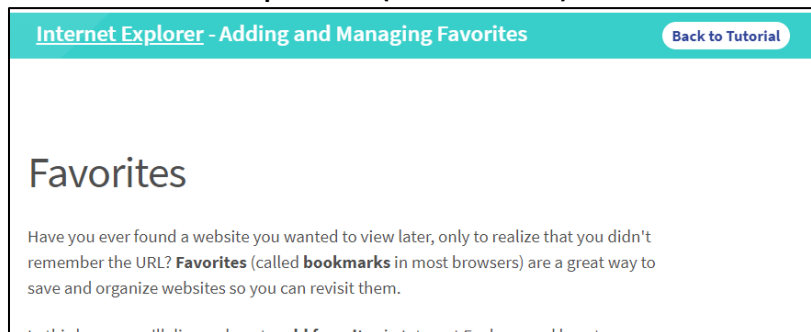 Internet Explorer - Adding and Managing Favorites
Back to Tutorial
Favorites
Have you ever found a website you wanted to view later, only to realize that you didn't
remember the URL? Favorites (called bookmarks in most browsers) are a great way to
save and organize websites so you can revisit them.